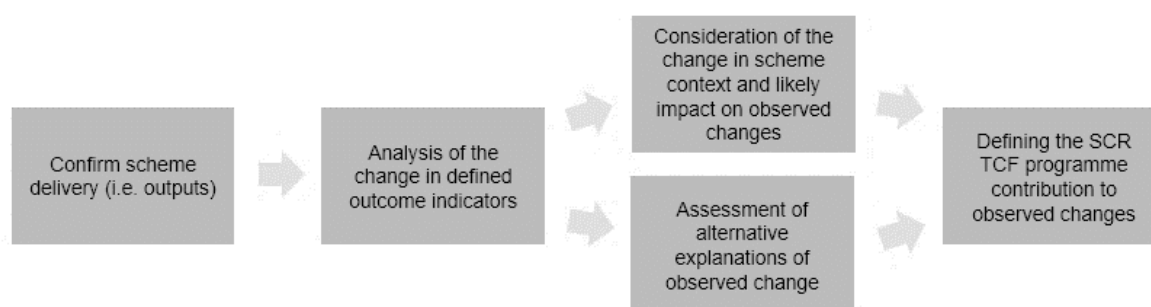 Confirm scheme
delivery (i.e. outputs)
Analysis of the
change in defined
outcome indicators
Consideration of the
change in scheme
context and likely
impact on observed
changes
Assessment of
alternative
explanations of
observed change
Defining the SCR
TCF programme
contribution to
observed changes